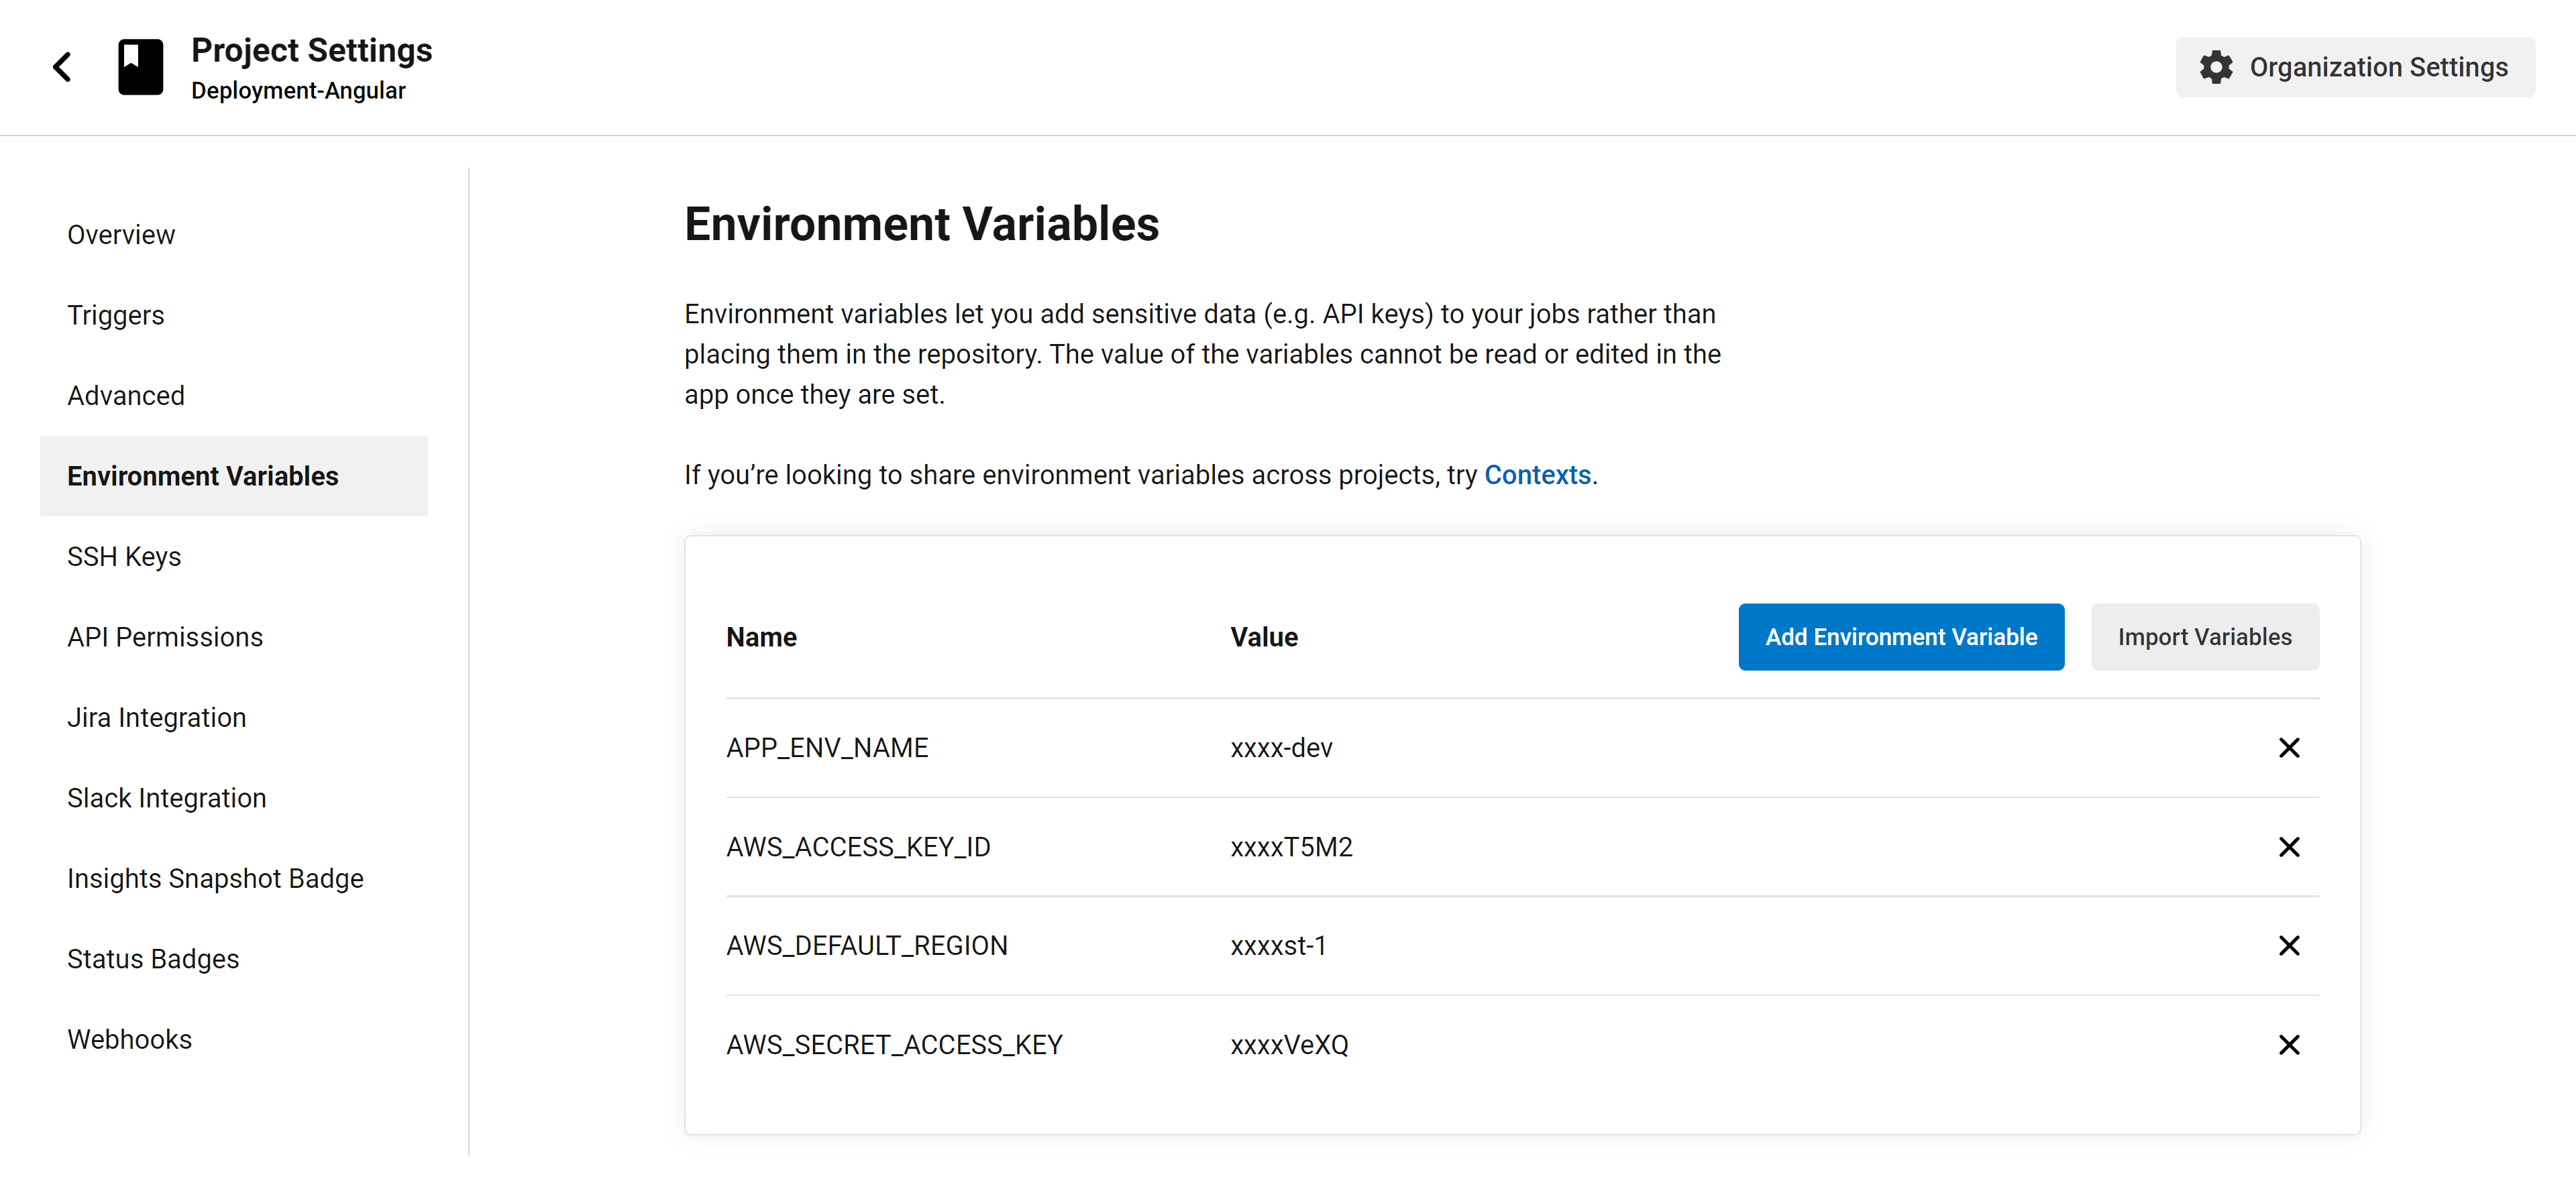 Project Settings
Deployment-Angular
Organization Settings
Overview
Triggers
Advanced
Environment Variables
SSH Keys
API Permissions
Jira Integration
Slack Integration
Insights Snapshot Badge
Status Badges
Webhooks
Environment Variables
Environment variables let you add sensitive data (e.g. API keys) to your jobs rather than
placing them in the repository. The value of the variables cannot be read or edited in the
app once they are set.
If you’re looking to share environment variables across projects, try Contexts.
Name Value Add Environment Variable Import Variables
APP_ENV_NAME xxxx-dev
AWS_ACCESS_KEY_ID xxxxT5M2
AWS_DEFAULT_REGION xxxxst-1
AWS_SECRET_ACCESS_KEY xxxxVeXQ